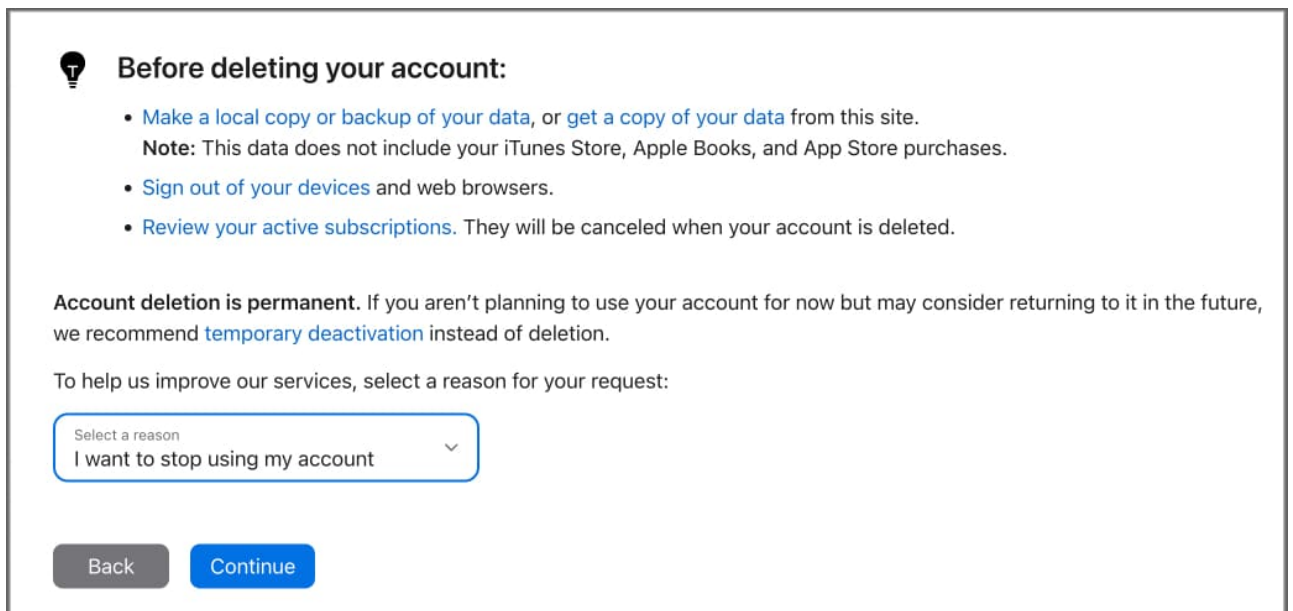 Before deleting your account:
• Make a local copy or backup of your data, or get a copy of your data from this site.
Note: This data does not include your iTunes Store, Apple Books, and App Store purchases.
• Sign out of your devices and web browsers.
• Review your active subscriptions. They will be canceled when your account is deleted.
Account deletion is permanent. If you aren’t planning to use your account for now but may consider returning to it in the future,
we recommend temporary deactivation instead of deletion.
To help us improve our services, select a reason for your request:
Select a reason
I want to stop using my account
Back Continue